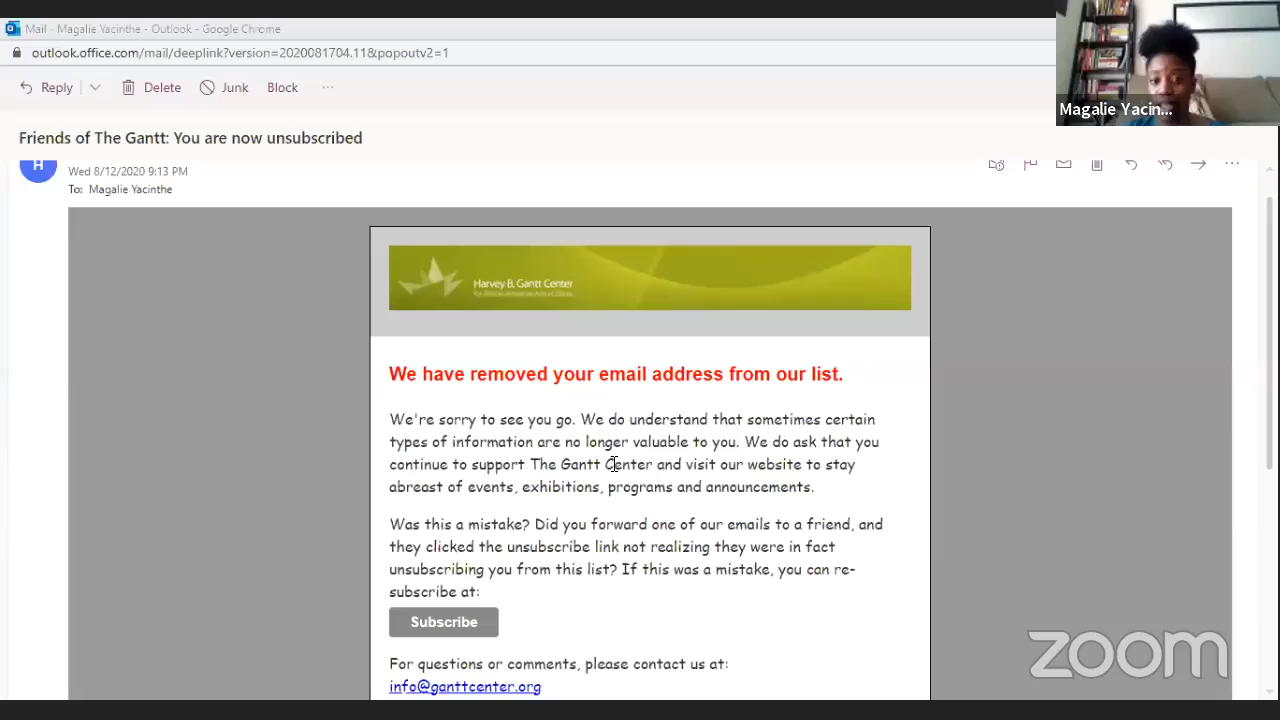 Mail - Magalie Yacinthe - Outlook - Google Chrome
outlook.office.com/mail/deeplink?version=2020081704.11&popoutv2=1
Reply Delete Junk Block ...
Magalie Yacin...
Friends of The Gantt: You are now unsubscribed
H
Wed 8/12/2020 9:13 PM
To: Magalie Yacinthe
Harvey B. Gantt Center
We have removed your email address from our list.
We're sorry to see you go. We do understand that sometimes certain
types of information are no longer valuable to you. We do ask that you
continue to support The Gantt Center and visit our website to stay
abreast of events, exhibitions, programs and announcements.
Was this a mistake? Did you forward one of our emails to a friend, and
they clicked the unsubscribe link not realizing they were in fact
unsubscribing you from this list? If this was a mistake, you can re-
subscribe at:
Subscribe
For questions or comments, please contact us at:
info@ganttcenter.org
zoom